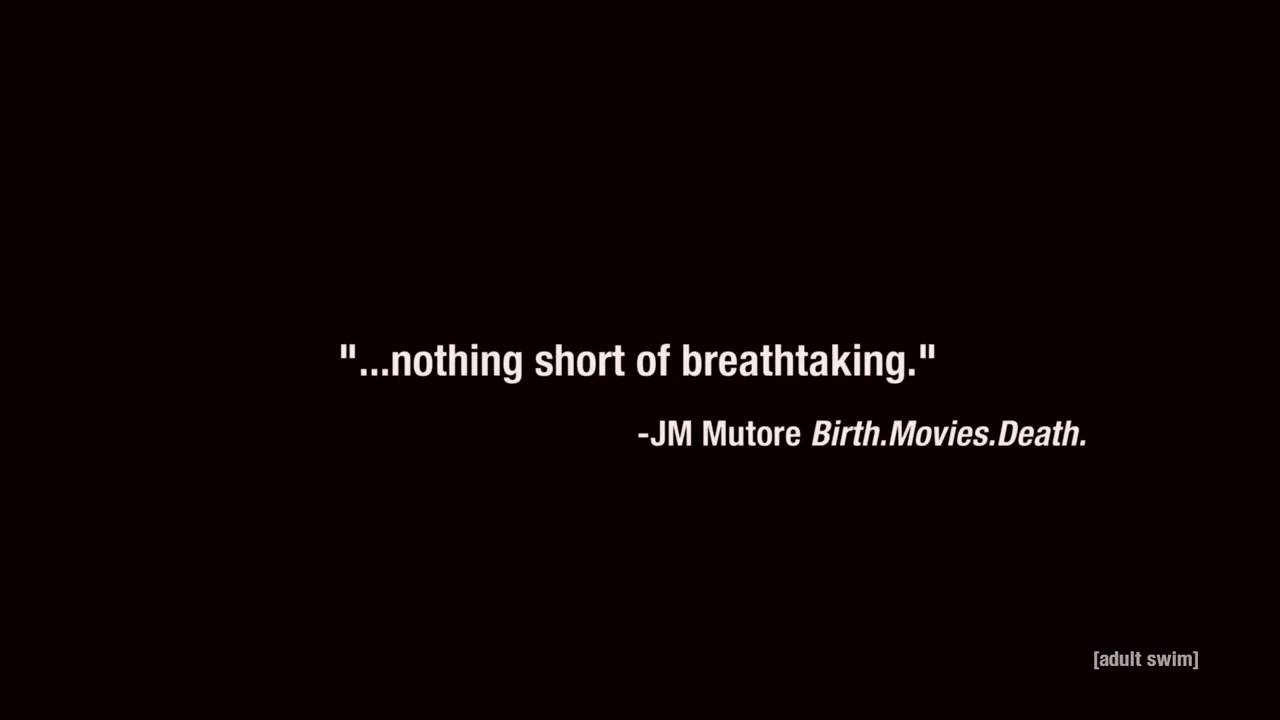 "...nothing short of breathtaking."
-JM Mutore Birth.Movies.Death.
[adult swim]